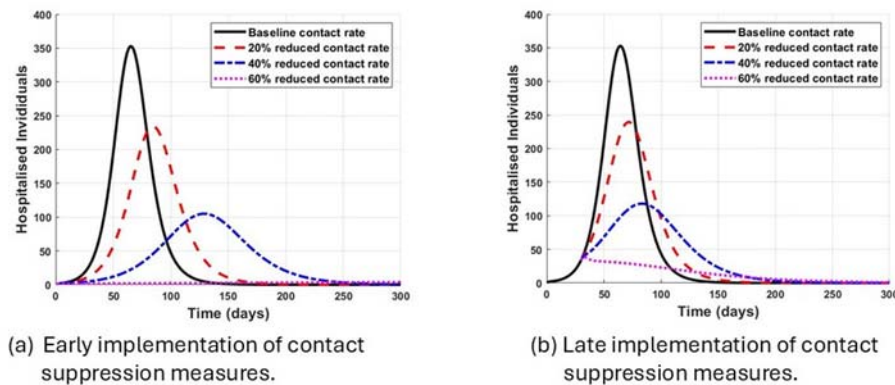 400
350
300
250
200
150
100
50
0
Hospitalised Invididuals
Baseline contact rate
20% reduced contact rate
40% reduced contact rate
60% reduced contact rate
0 50 100 150 200 250 300
Time (days)
(a) Early implementation of contact
suppression measures.
400
350
300
250
200
150
100
50
0
Hospitalised Individuals
Baseline contact rate
20% reduced contact rate
40% reduced contact rate
60% reduced contact rate
0 50 100 150 200 250 300
Time (days)
(b) Late implementation of contact
suppression measures.